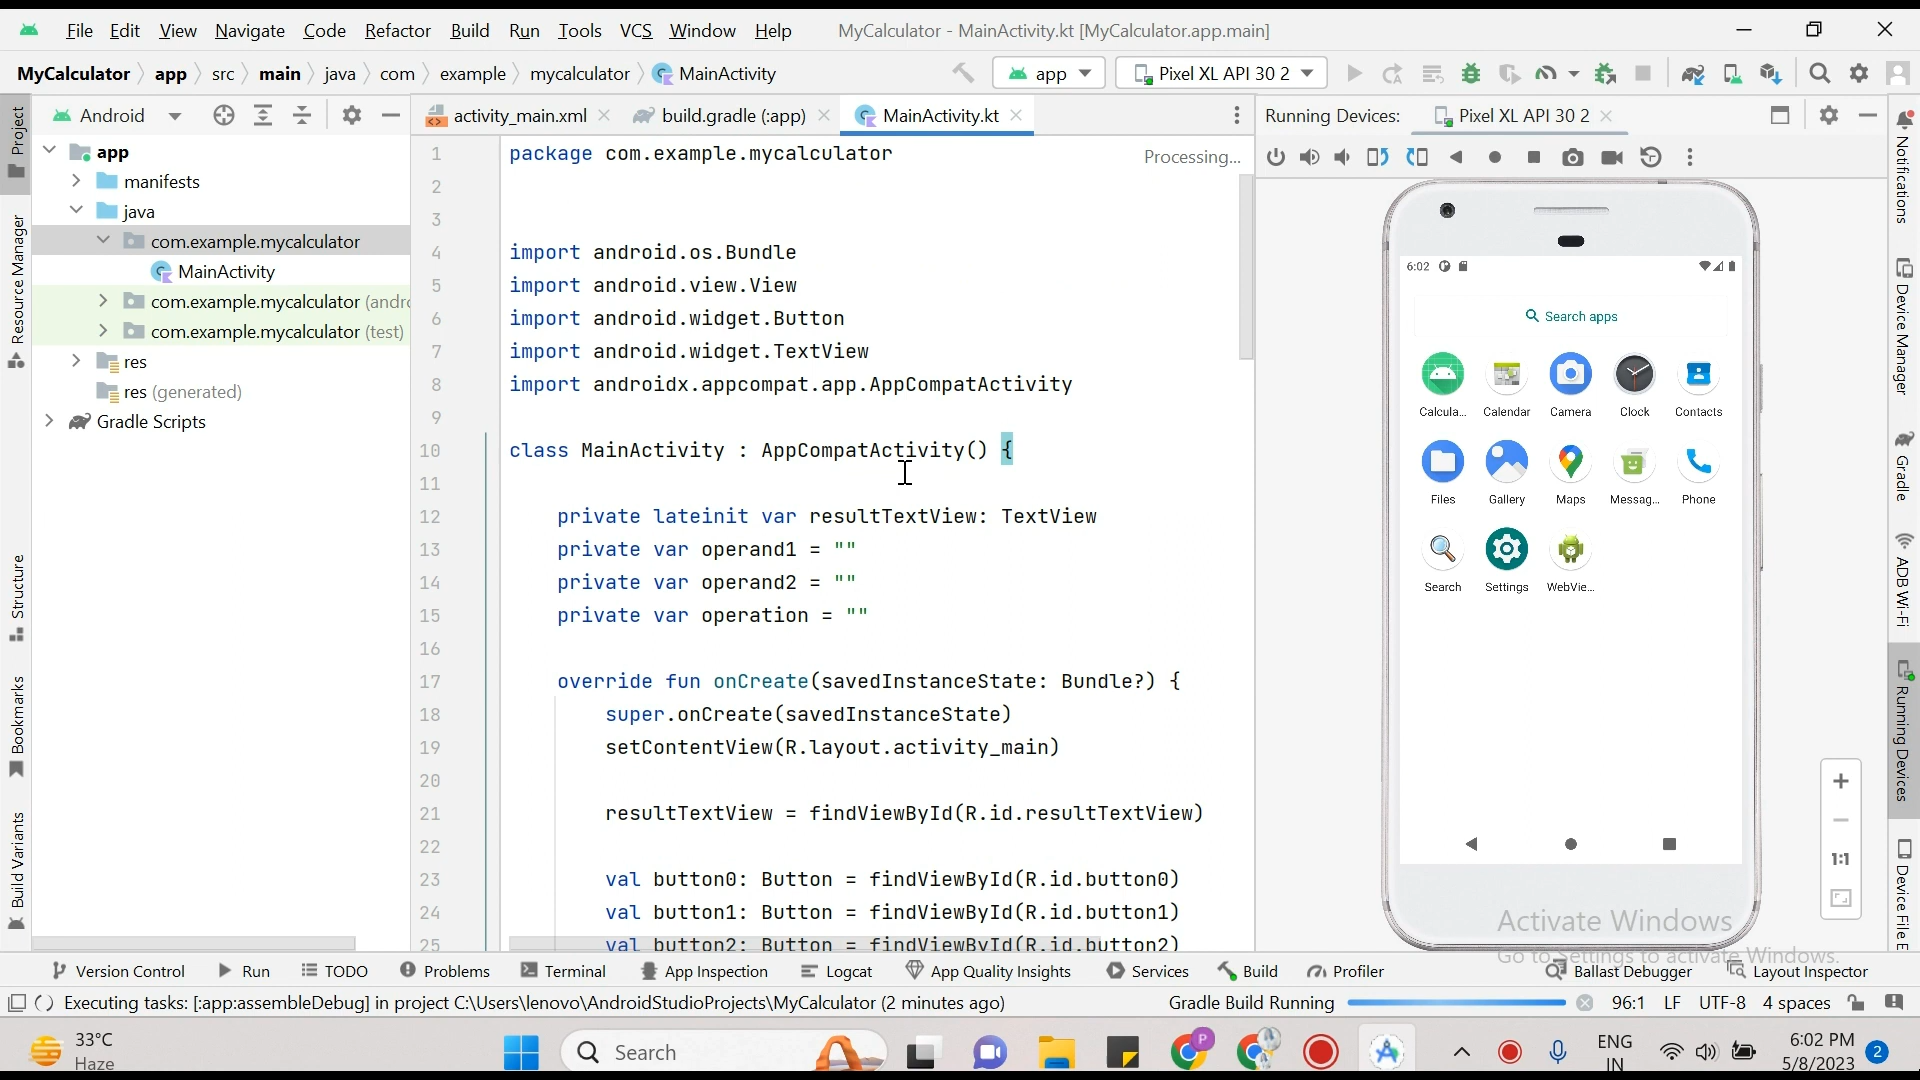 File Edit View Navigate Code Refactor Build Run Tools VCS Window Help MyCalculator - MainActivity.kt [MyCalculator.app.main]
MyCalculator app src main java com example mycalculator MainActivity app Pixel XL API 30 2
Android activity_main.xml build.gradle (:app) MainActivity.kt Running Devices: Pixel XL API 30 2
Project
Resource Manager
Structure
Bookmarks
Build Variants
app
manifests
java
com.example.mycalculator
MainActivity
com.example.mycalculator (andro
com.example.mycalculator (test)
res
res (generated)
Gradle Scripts
1 package com.example.mycalculator Processing...
2
3
4 import android.os.Bundle
5 import android.view.View
6 import android.widget.Button
7 import android.widget.TextView
8 import androidx.appcompat.app.AppCompatActivity
9
10 class MainActivity : AppCompatActivity() {
11
12 private lateinit var resultTextView: TextView
13 private var operand1 = ""
14 private var operand2 = ""
15 private var operation = ""
16
17 override fun onCreate(savedInstanceState: Bundle?) {
18 super.onCreate(savedInstanceState)
19 setContentView(R.layout.activity_main)
20
21 resultTextView = findViewById(R.id.resultTextView)
22
23 val button0: Button = findViewById(R.id.button0)
24 val button1: Button = findViewById(R.id.button1)
25 val button2: Button = findViewById(R.id.button2)
6:02
Search apps
Calcula... Calendar Camera Clock Contacts
Files Gallery Maps Messag... Phone
Search Settings WebVie...
1:1
Notifications
Device Manager
Gradle
ADB Wi-Fi
Running Devices
Device File E
Activate Windows
Go to Settings to activate Windows.
Version Control Run TODO Problems Terminal App Inspection Logcat App Quality Insights Services Build Profiler Ballast Debugger Layout Inspector
Executing tasks: [:app:assembleDebug] in project C:\Users\lenovo\AndroidStudioProjects\MyCalculator (2 minutes ago) Gradle Build Running 96:1 LF UTF-8 4 spaces
33°C
Haze
Search
P
ENG
IN
6:02 PM
5/8/2023
2